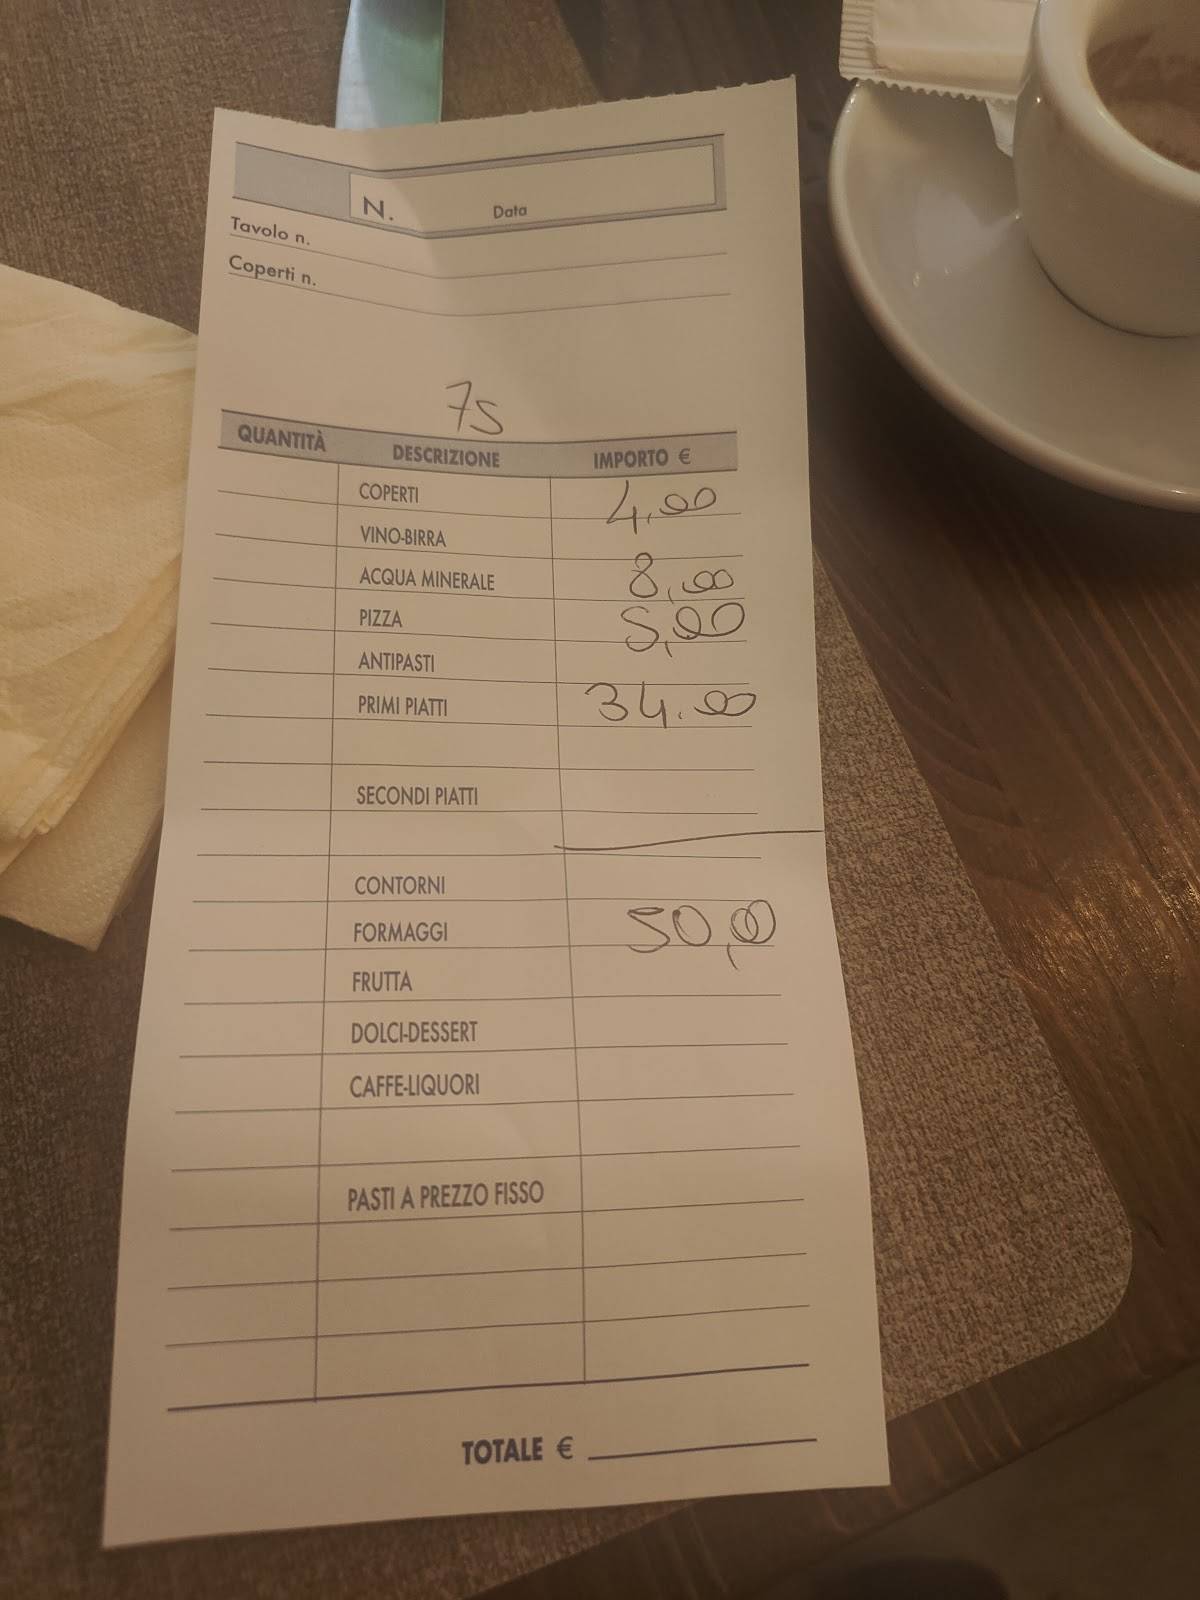 N. Data
Tavolo n.
Coperti n.
75
QUANTITÀ DESCRIZIONE IMPORTO €
COPERTI 4,00
VINO-BIRRA
ACQUA MINERALE 8,00
PIZZA 5,00
ANTIPASTI
PRIMI PIATTI 34.00
SECONDI PIATTI
CONTORNI
FORMAGGI 50,00
FRUTTA
DOLCI-DESSERT
CAFFE-LIQUORI
PASTI A PREZZO FISSO
TOTALE €